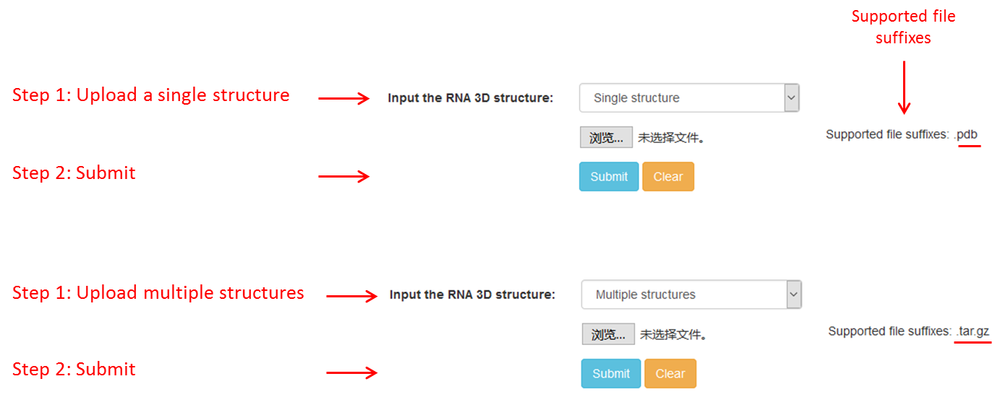 Supported file
suffixes
Step 1: Upload a single structure
Input the RNA 3D structure:
Single structure
浏览... 未选择文件。
Supported file suffixes: .pdb
Step 2: Submit
Submit
Clear
Step 1: Upload multiple structures
Input the RNA 3D structure:
Multiple structures
浏览... 未选择文件。
Supported file suffixes: .tar.gz
Step 2: Submit
Submit
Clear